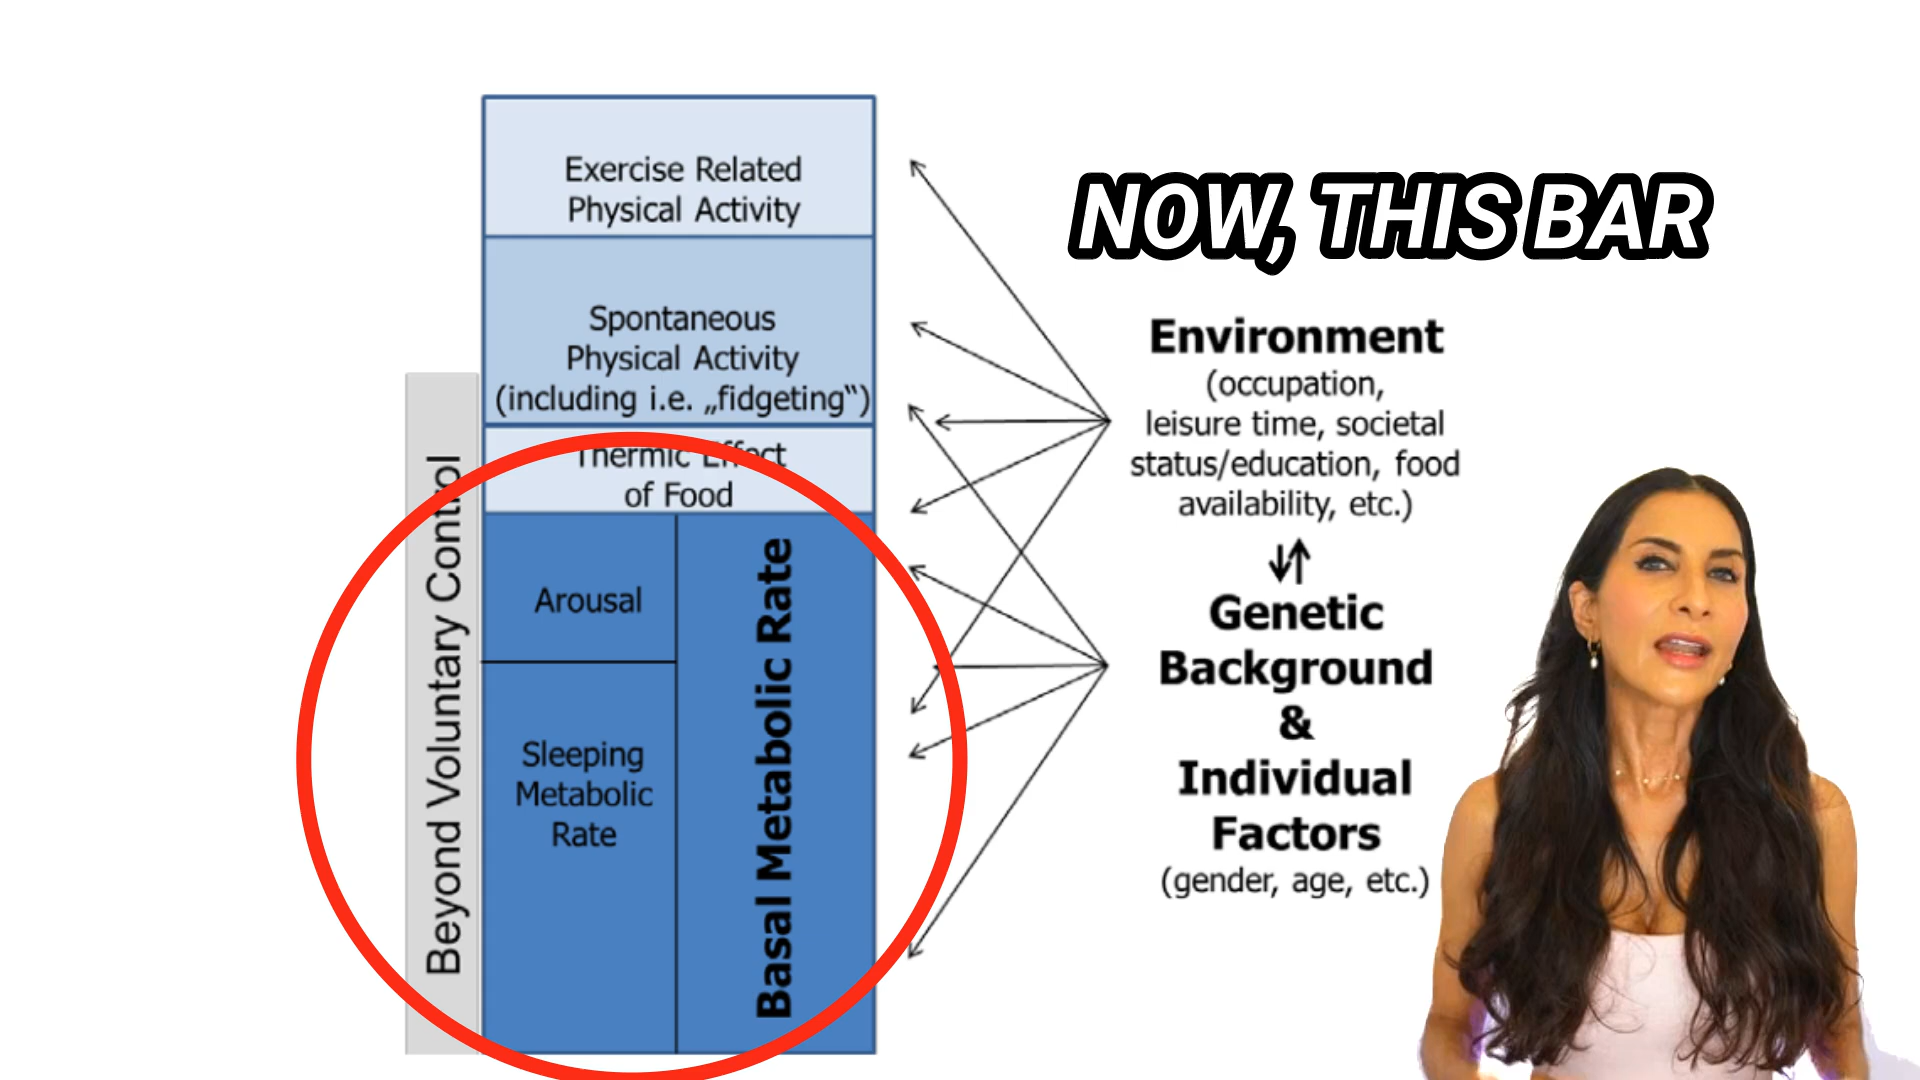 NOW, THIS BAR
Exercise Related
Physical Activity
Spontaneous
Physical Activity
(including i.e. „fidgeting“)
Thermic Effect
of Food
Arousal
Sleeping
Metabolic
Rate
Basal Metabolic Rate
Beyond Voluntary Control
Environment
(occupation,
leisure time, societal
status/education, food
availability, etc.)
Genetic
Background
&
Individual
Factors
(gender, age, etc.)